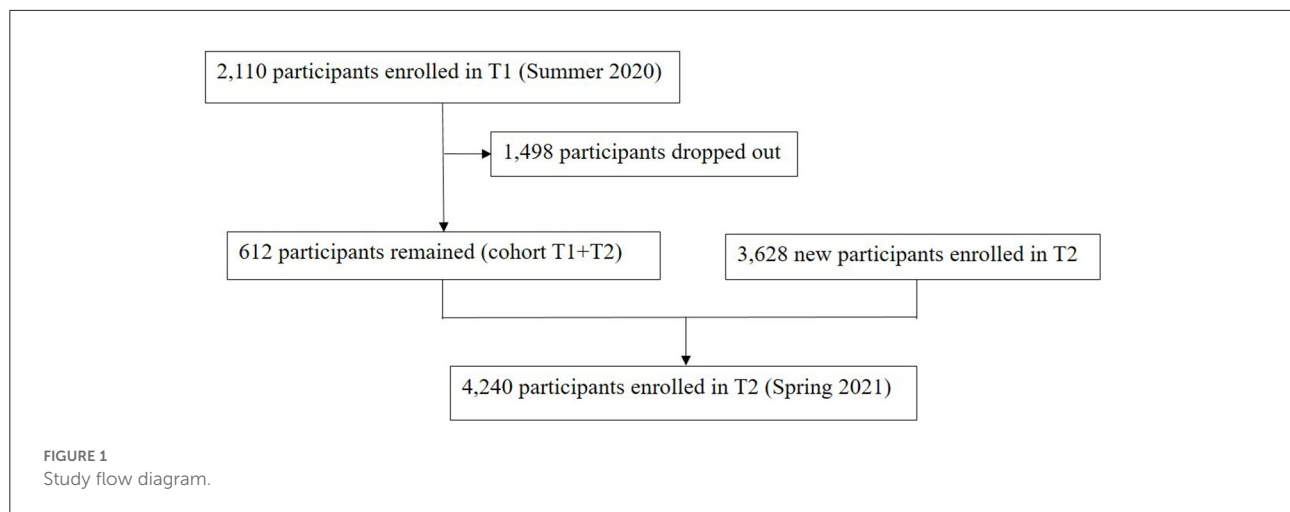 2,110 participants enrolled in T1 (Summer 2020)
1,498 participants dropped out
612 participants remained (cohort T1+T2)
3,628 new participants enrolled in T2
4,240 participants enrolled in T2 (Spring 2021)
FIGURE 1
Study flow diagram.